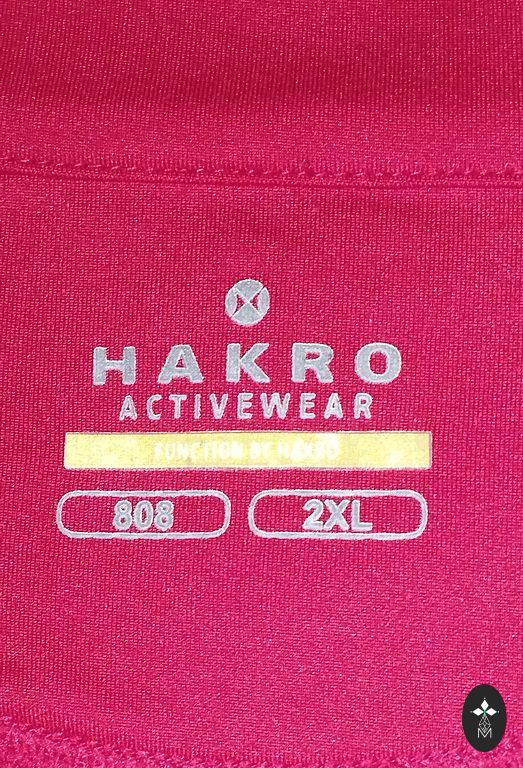 HAKRO
ACTIVEWEAR
FUNCTION BY HAKRO
808
2XL
M